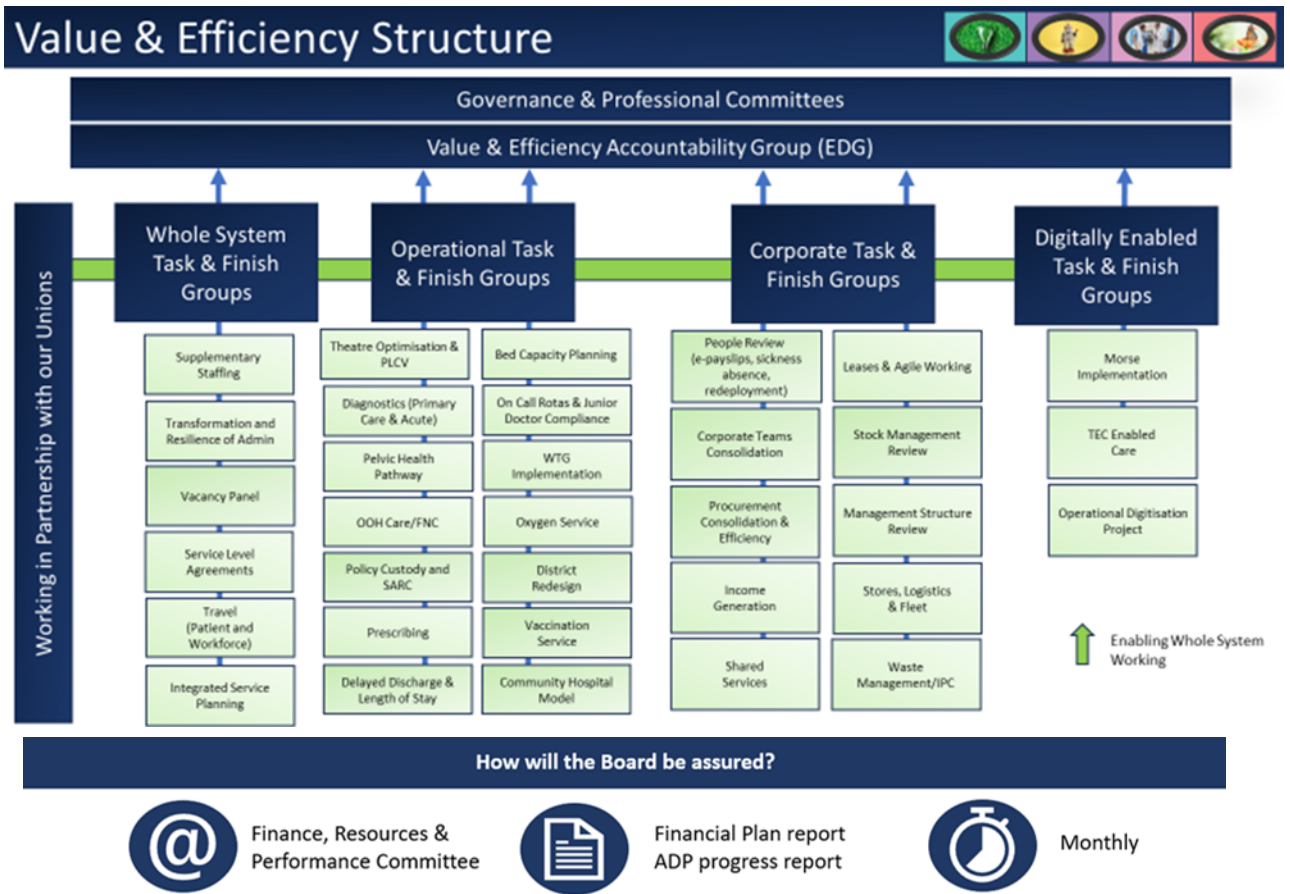 Value & Efficiency Structure
Governance & Professional Committees
Value & Efficiency Accountability Group (EDG)
Working in Partnership with our Unions
Whole System
Task & Finish
Groups
Supplementary
Staffing
Transformation and
Resilience of Admin
Vacancy Panel
Service Level
Agreements
Travel
(Patient and
Workforce)
Integrated Service
Planning
Operational Task
& Finish Groups
Theatre Optimisation &
PLCV
Diagnostics (Primary
Care & Acute)
Pelvic Health
Pathway
OOH Care/FNC
Policy Custody and
SARC
Prescribing
Delayed Discharge &
Length of Stay
Bed Capacity Planning
On Call Rotas & Junior
Doctor Compliance
WTG
Implementation
Oxygen Service
District
Redesign
Vaccination
Service
Community Hospital
Model
Corporate Task &
Finish Groups
People Review
(e-payslips, sickness
absence,
redeployment)
Corporate Teams
Consolidation
Procurement
Consolidation &
Efficiency
Income
Generation
Shared
Services
Leases & Agile Working
Stock Management
Review
Management Structure
Review
Stores, Logistics
& Fleet
Waste
Management/IPC
Digitally Enabled
Task & Finish
Groups
Morse
Implementation
TEC Enabled
Care
Operational Digitisation
Project
Enabling Whole System
Working
How will the Board be assured?
@
Finance, Resources &
Performance Committee
Financial Plan report
ADP progress report
Monthly